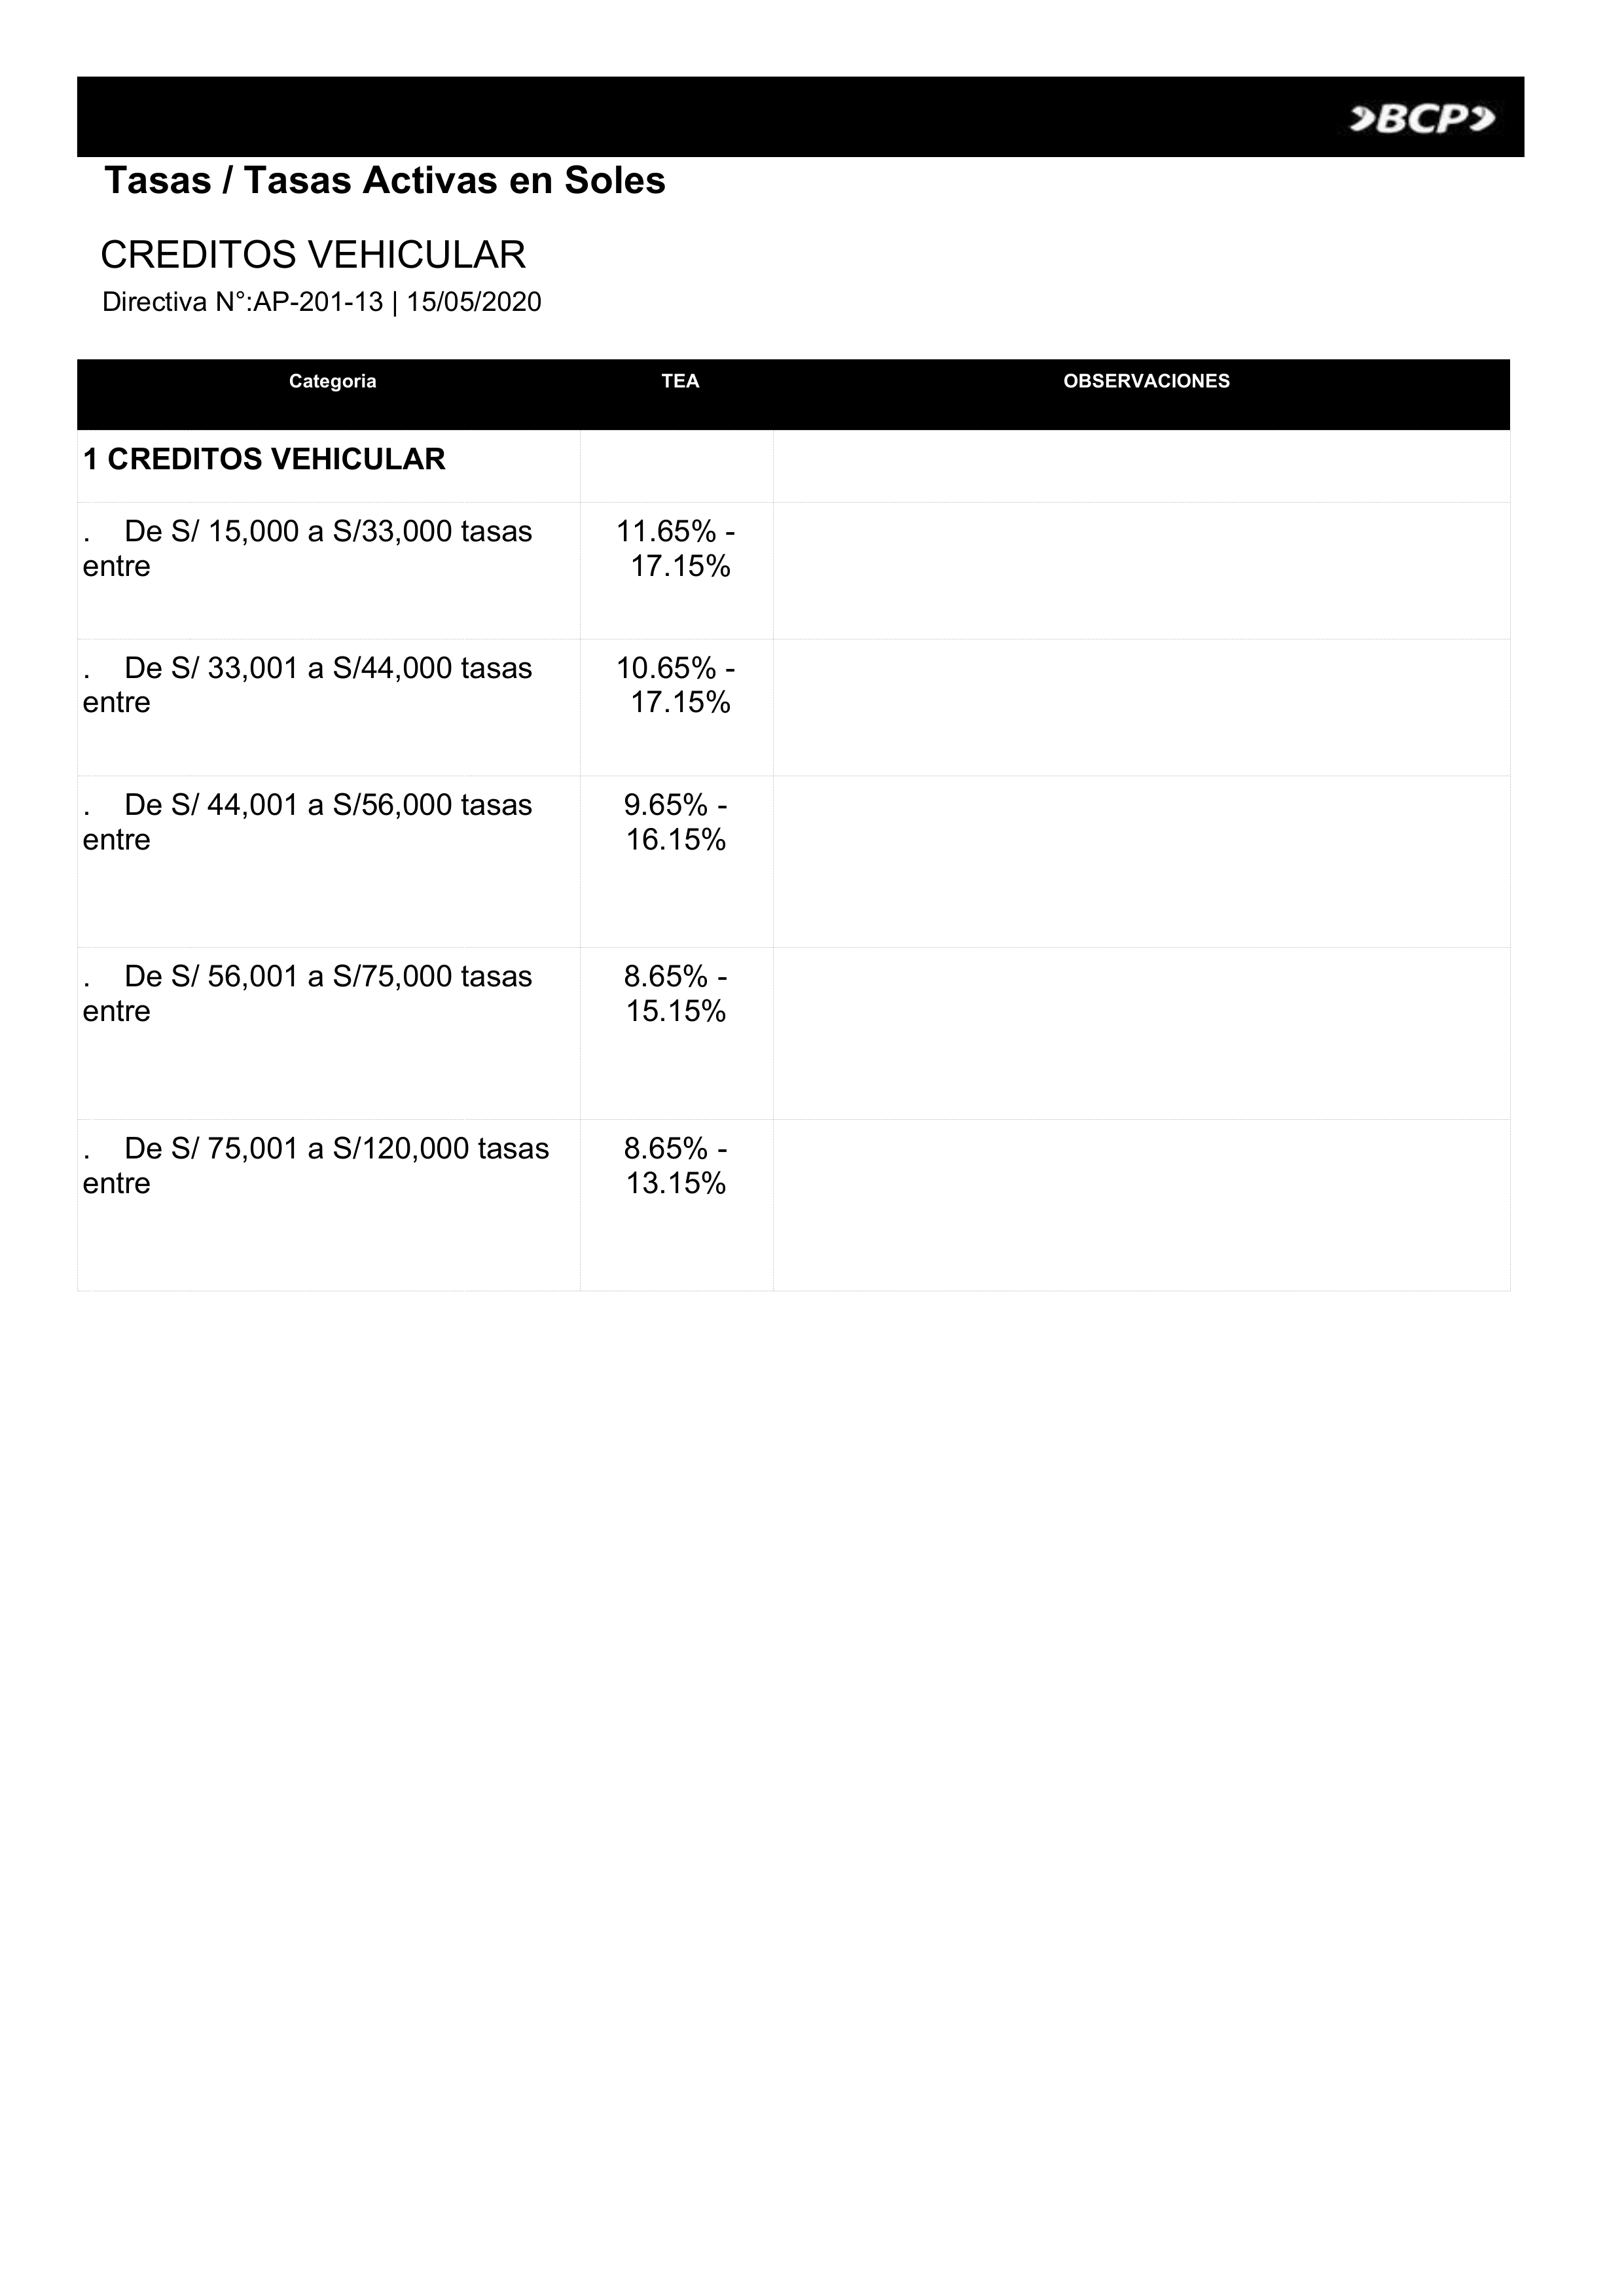 BCP
Tasas / Tasas Activas en Soles
CREDITOS VEHICULAR
Directiva N°:AP-201-13 | 15/05/2020
Categoria TEA OBSERVACIONES
1 CREDITOS VEHICULAR
. De S/ 15,000 a S/33,000 tasas
entre
11.65% -
17.15%
. De S/ 33,001 a S/44,000 tasas
entre
10.65% -
17.15%
. De S/ 44,001 a S/56,000 tasas
entre
9.65% -
16.15%
. De S/ 56,001 a S/75,000 tasas
entre
8.65% -
15.15%
. De S/ 75,001 a S/120,000 tasas
entre
8.65% -
13.15%